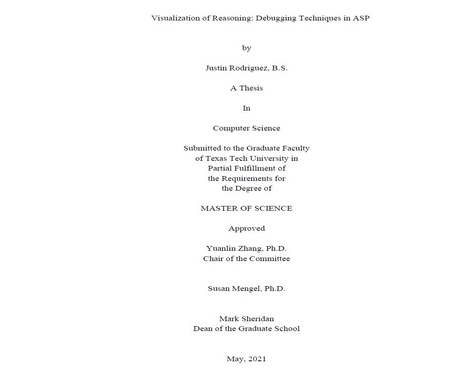 Visualization of Reasoning: Debugging Techniques in ASP
by
Justin Rodriguez, B.S.
A Thesis
In
Computer Science
Submitted to the Graduate Faculty
of Texas Tech University in
Partial Fulfillment of
the Requirements for
the Degree of
MASTER OF SCIENCE
Approved
Yuanlin Zhang, Ph.D.
Chair of the Committee
Susan Mengel, Ph.D.
Mark Sheridan
Dean of the Graduate School
May, 2021